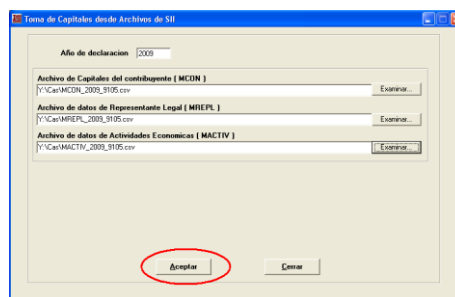 Toma de Capitales desde Archivos de SII
Año de declaracion 2009
Archivo de Capitales del contribuyente [ MCON ]
Y:\Cas\MCON_2009_9105.csv Examinar...
Archivo de datos de Representante Legal [ MREPL ]
Y:\Cas\MREPL_2009_9105.csv Examinar...
Archivo de datos de Actividades Economicas [ MACTIV ]
Y:\Cas\MACTIV_2009_9105.csv Examinar...
Aceptar Cerrar